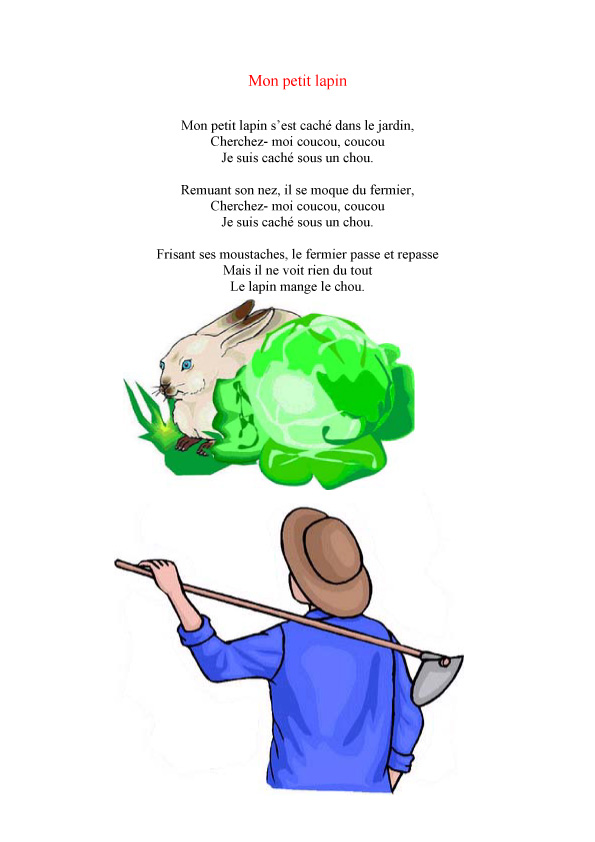 Mon petit lapin
Mon petit lapin s’est caché dans le jardin,
Cherchez- moi coucou, coucou
Je suis caché sous un chou.
Remuant son nez, il se moque du fermier,
Cherchez- moi coucou, coucou
Je suis caché sous un chou.
Frisant ses moustaches, le fermier passe et repasse
Mais il ne voit rien du tout
Le lapin mange le chou.